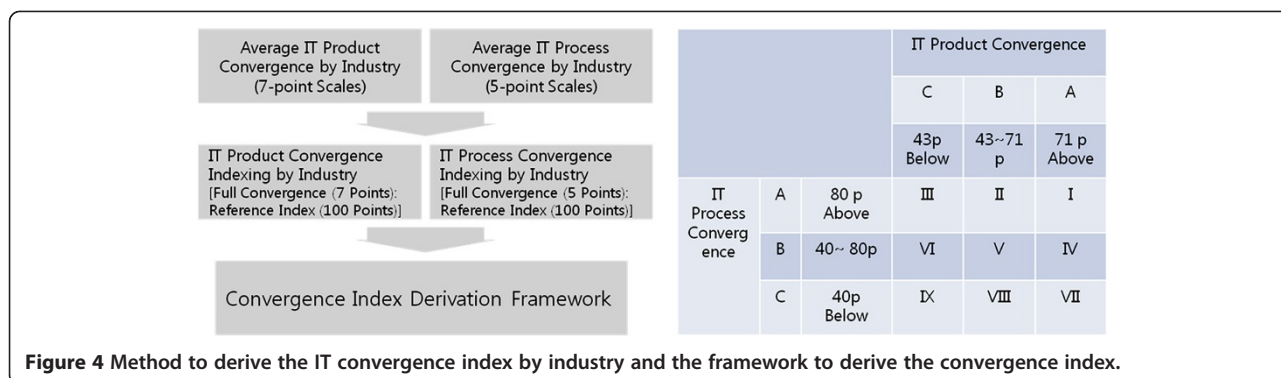 Average IT Product
Convergence by Industry
(7-point Scales)
Average IT Process
Convergence by Industry
(5-point Scales)
IT Product Convergence
Indexing by Industry
[Full Convergence (7 Points):
Reference Index (100 Points)]
IT Process Convergence
Indexing by Industry
[Full Convergence (5 Points):
Reference Index (100 Points)]
Convergence Index Derivation Framework
IT Product Convergence
C B A
43p
Below
43~71
p
71 p
Above
IT
Process
Converg
ence
A
80 p
Above
Ⅲ Ⅱ Ⅰ
B 40~ 80p Ⅵ Ⅴ Ⅳ
C
40p
Below
Ⅸ Ⅷ Ⅶ
Figure 4 Method to derive the IT convergence index by industry and the framework to derive the convergence index.